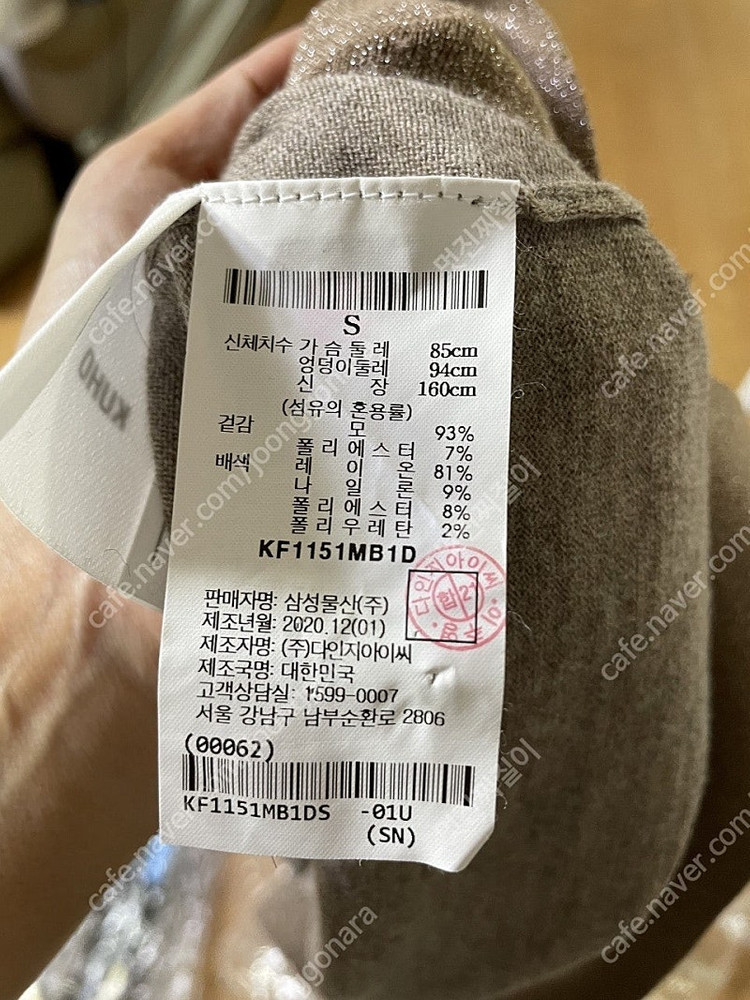 S
신체치수 가 슴 둘 레 85cm
엉덩이둘레 94cm
신 장 160cm
(섬유의 혼용률)
겉감 모 93%
폴 리 에 스 터 7%
배색 레 이 온 81%
나 일 론 9%
폴 리 에 스 터 8%
폴 리 우 레 탄 2%
KF1151MB1D
판매자명: 삼성물산(주)
제조년월: 2020.12(01)
제조자명: (주)다인지아이씨
제조국명: 대한민국
고객상담실: 1599-0007
서울 강남구 남부순환로 2806
(00062)
KF1151MB1DS -01U
(SN)
KUHO
cafe.naver.com/joonggonara